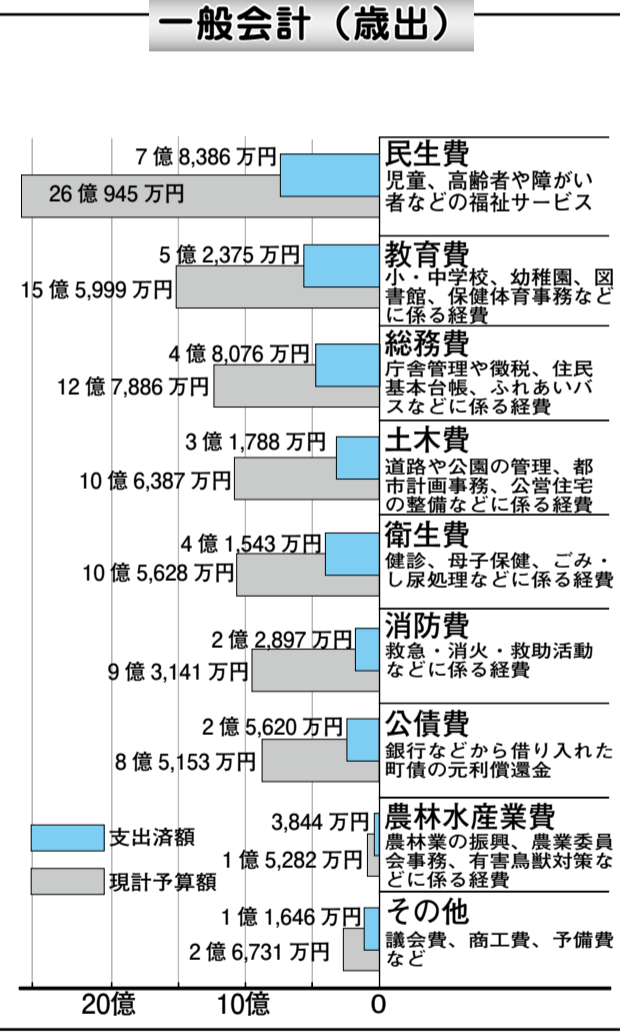 一般会計（歳出）
7 億 8,386 万円
26 億 945 万円
民生費
児童、高齢者や障がい
者などの福祉サービス
5 億 2,375 万円
15 億 5,999 万円
教育費
小・中学校、幼稚園、図
書館、保健体育事務など
に係る経費
4 億 8,076 万円
12 億 7,886 万円
総務費
庁舎管理や徴税、住民
基本台帳、ふれあいバ
スなどに係る経費
3 億 1,788 万円
10 億 6,387 万円
土木費
道路や公園の管理、都
市計画事務、公営住宅
の整備などに係る経費
4 億 1,543 万円
10 億 5,628 万円
衛生費
健診、母子保健、ごみ・
し尿処理などに係る経費
2 億 2,897 万円
9 億 3,141 万円
消防費
救急・消火・救助活動
などに係る経費
2 億 5,620 万円
8 億 5,153 万円
公債費
銀行などから借り入れた
町債の元利償還金
3,844 万円
1 億 5,282 万円
農林水産業費
農林業の振興、農業委員
会事務、有害鳥獣対策な
どに係る経費
支出済額
現計予算額
1 億 1,646 万円
2 億 6,731 万円
その他
議会費、商工費、予備費
など
20億 10億 0